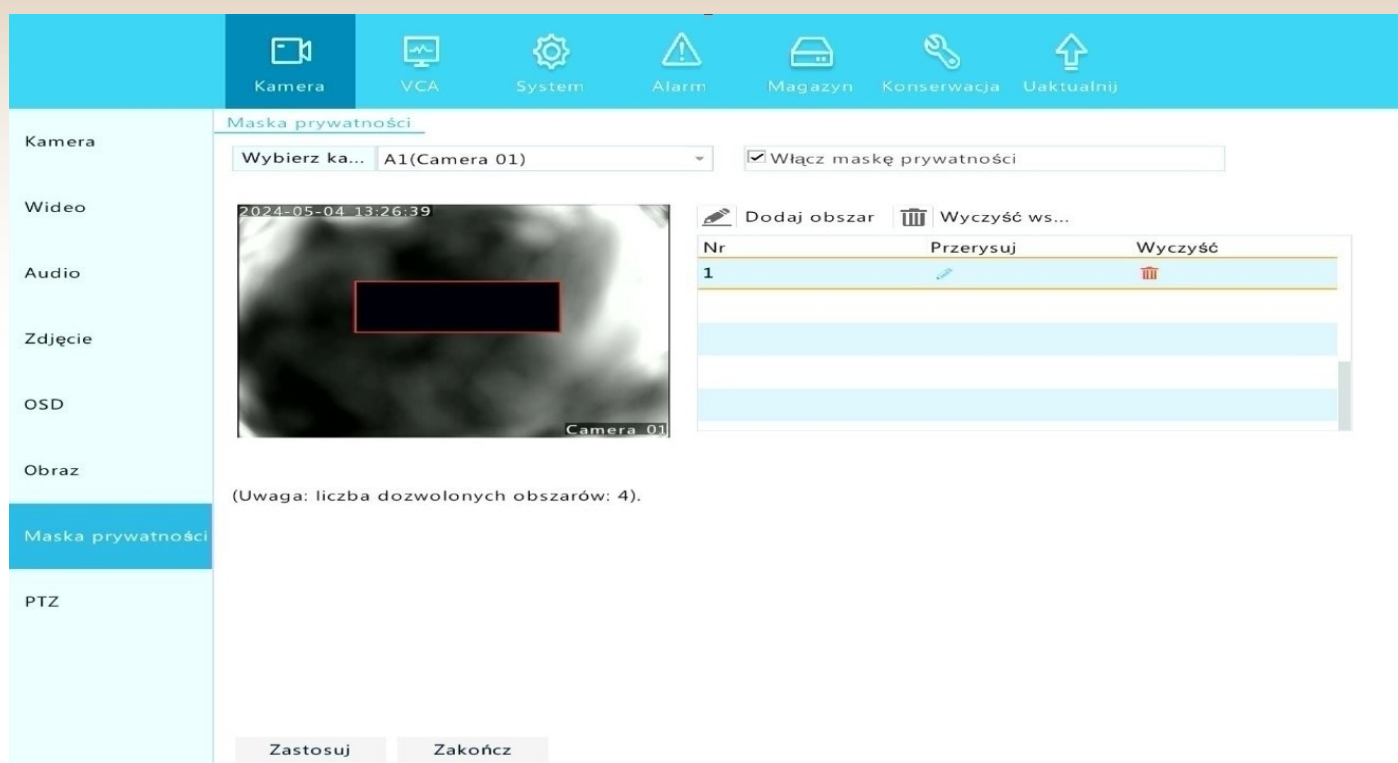 Kamera VCA System Alarm Magazyn Konserwacja Uaktualnij
Maska prywatności
Kamera
Wybierz ka... A1(Camera 01) Włącz maskę prywatności
Wideo
2024-05-04 13:26:39
Dodaj obszar Wyczyść ws...
Nr Przerysuj Wyczyść
Audio
1
Zdjęcie
OSD
Camera 01
Obraz
(Uwaga: liczba dozwolonych obszarów: 4).
Maska prywatności
PTZ
Zastosuj Zakończ